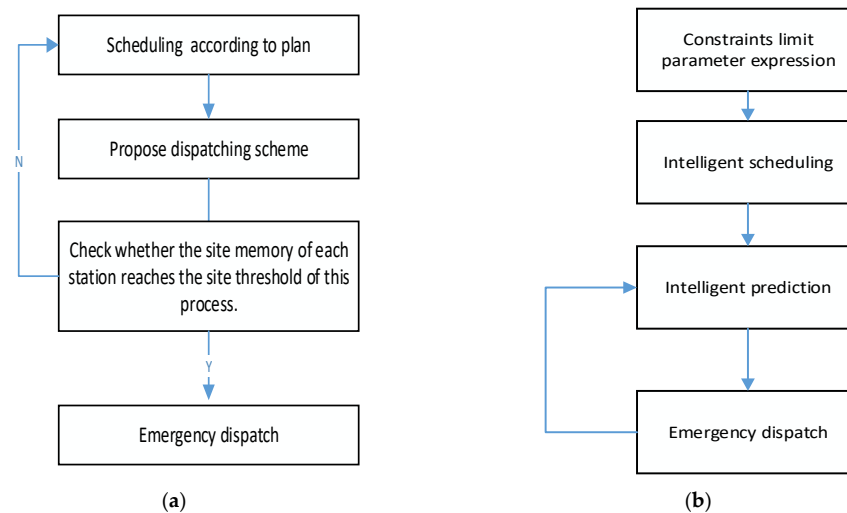 Scheduling according to plan
Propose dispatching scheme
N
Check whether the site memory of each
station reaches the site threshold of this
process.
Y
Emergency dispatch
(a)
Constraints limit
parameter expression
Intelligent scheduling
Intelligent prediction
Emergency dispatch
(b)